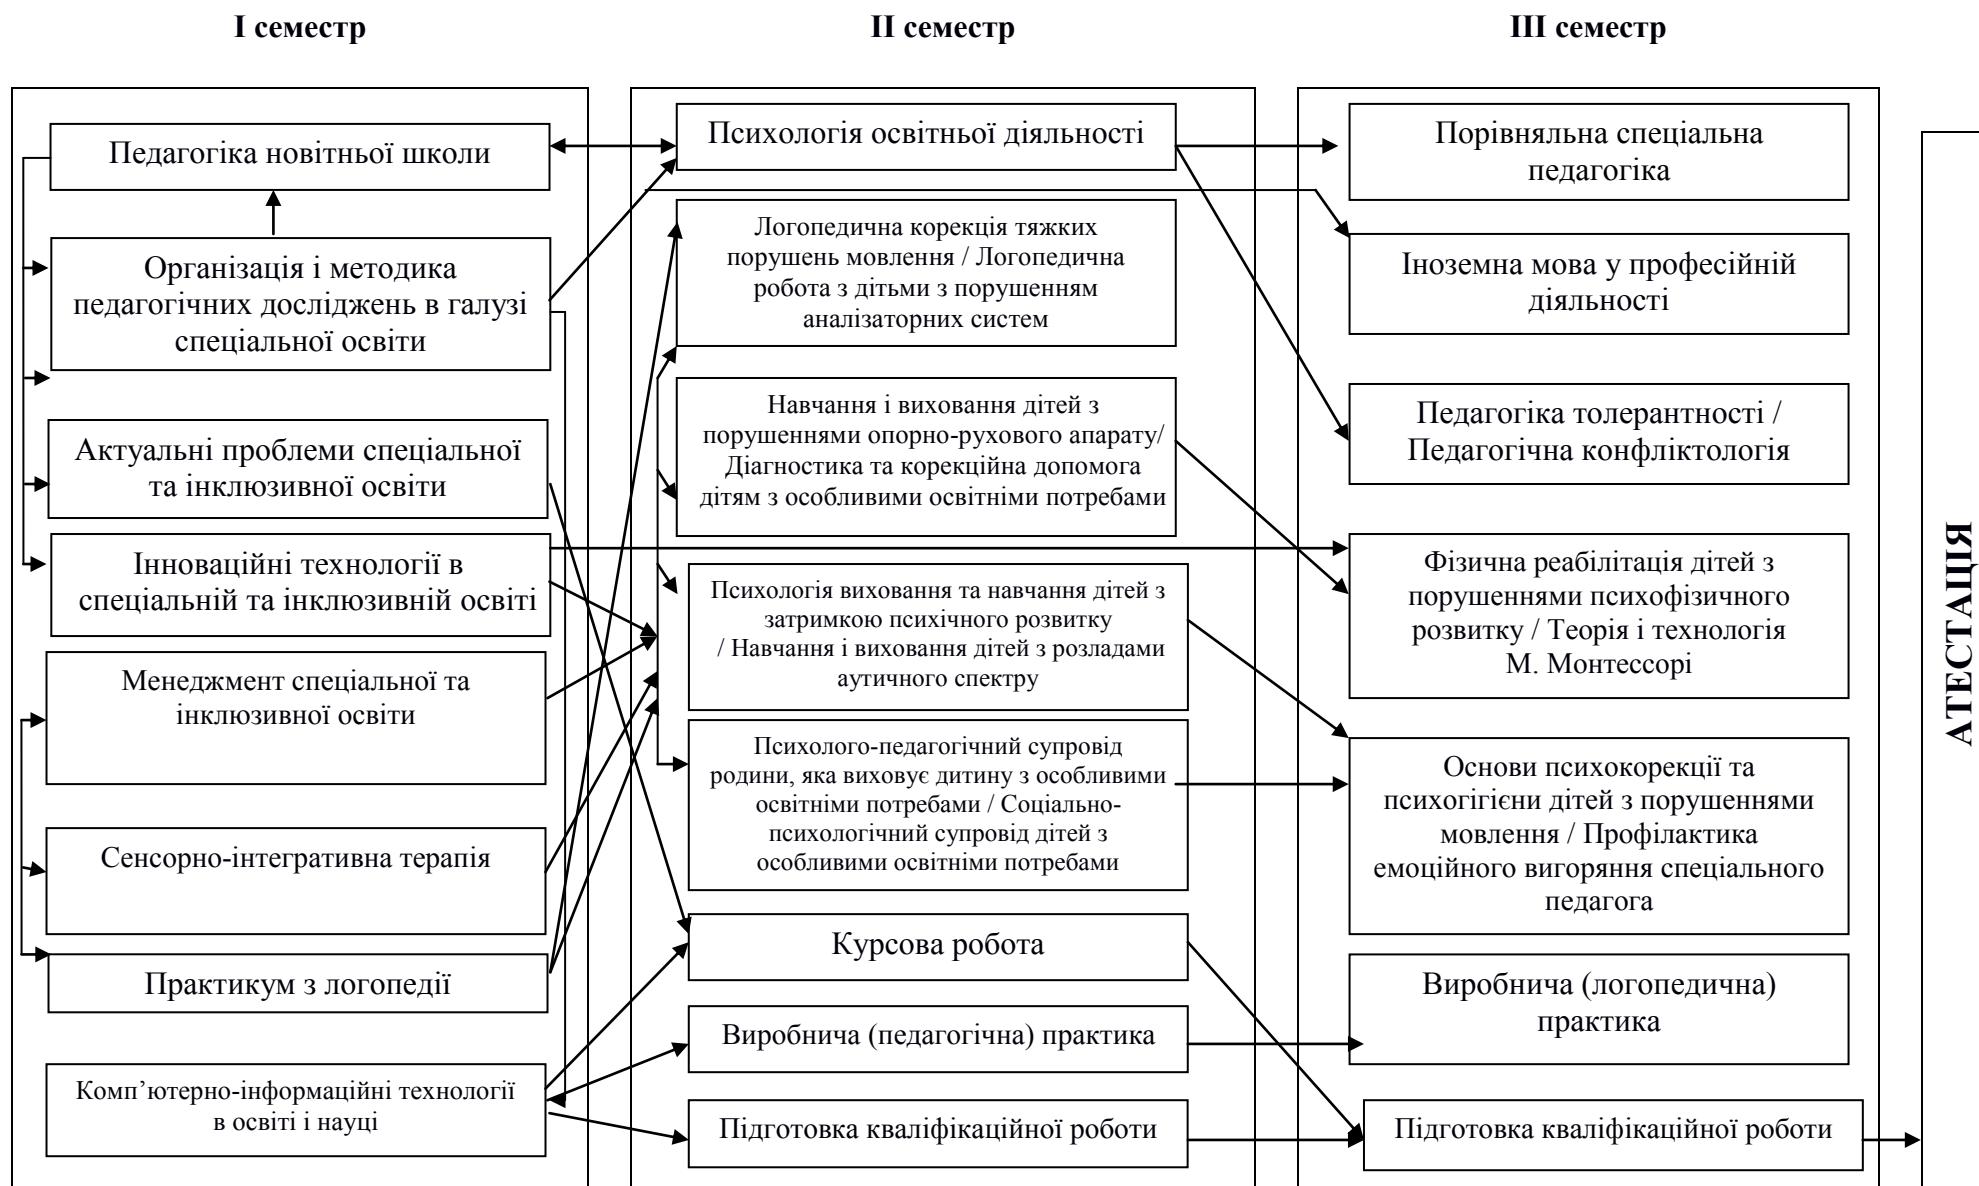 І семестр
ІІ семестр
ІІІ семестр
Педагогіка новітньої школи
Організація і методика
педагогічних досліджень в галузі
спеціальної освіти
Актуальні проблеми спеціальної
та інклюзивної освіти
Інноваційні технології в
спеціальній та інклюзивній освіті
Менеджмент спеціальної та
інклюзивної освіти
Сенсорно-інтегративна терапія
Практикум з логопедії
Комп’ютерно-інформаційні технології
в освіті і науці
Психологія освітньої діяльності
Логопедична корекція тяжких
порушень мовлення / Логопедична
робота з дітьми з порушенням
аналізаторних систем
Навчання і виховання дітей з
порушеннями опорно-рухового апарату/
Діагностика та корекційна допомога
дітям з особливими освітніми потребами
Психологія виховання та навчання дітей з
затримкою психічного розвитку
/ Навчання і виховання дітей з розладами
аутичного спектру
Психолого-педагогічний супровід
родини, яка виховує дитину з особливими
освітніми потребами / Соціально-
психологічний супровід дітей з
особливими освітніми потребами
Курсова робота
Виробнича (педагогічна) практика
Підготовка кваліфікаційної роботи
Порівняльна спеціальна
педагогіка
Іноземна мова у професійній
діяльності
Педагогіка толерантності /
Педагогічна конфліктологія
Фізична реабілітація дітей з
порушеннями психофізичного
розвитку / Теорія і технологія
М. Монтессорі
Основи психокорекції та
психогігієни дітей з порушеннями
мовлення / Профілактика
емоційного вигоряння спеціального
педагога
Виробнича (логопедична)
практика
Підготовка кваліфікаційної роботи
АТЕСТАЦІЯ